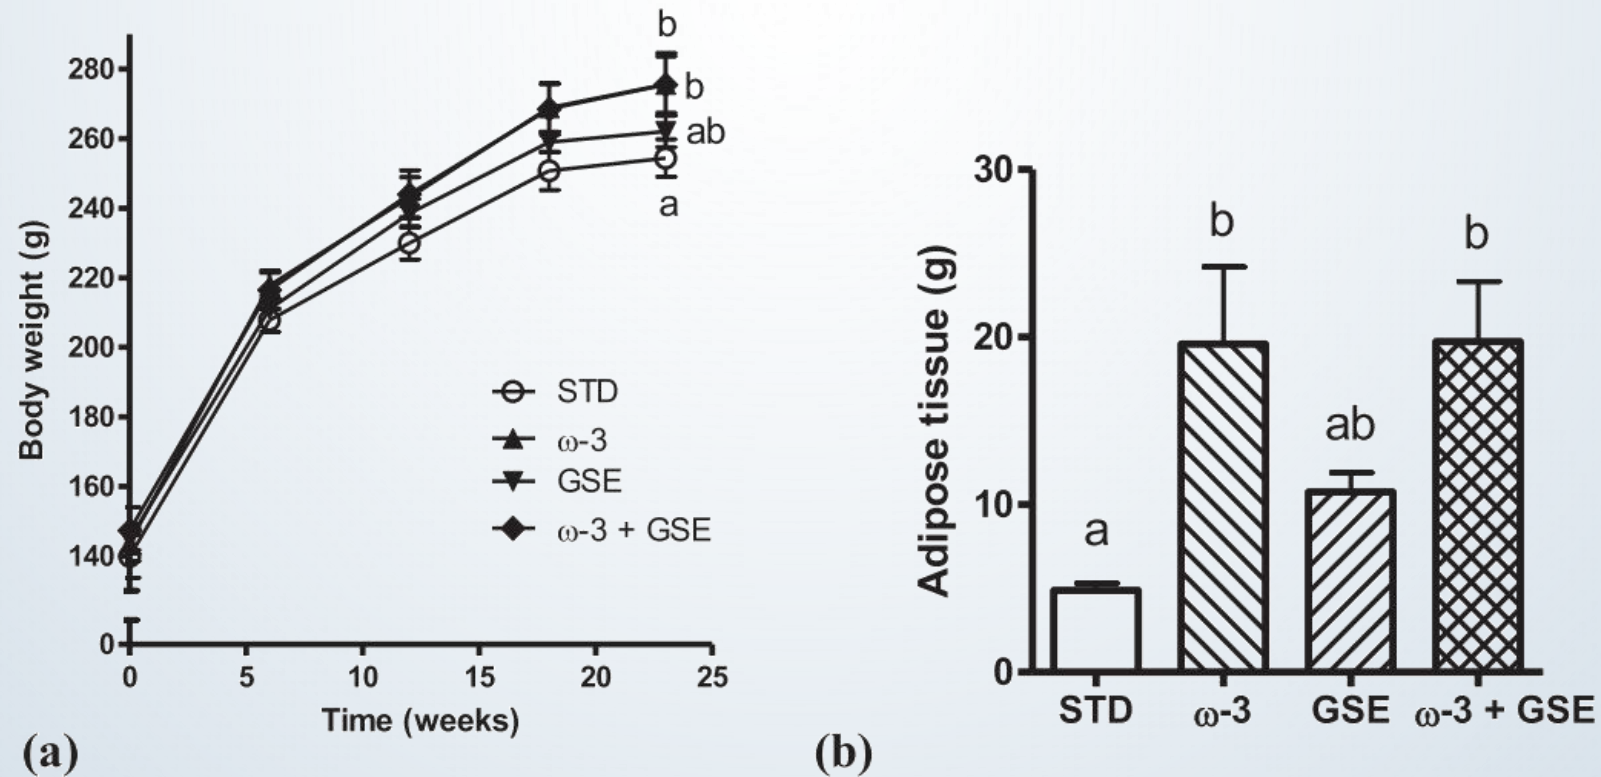 b
280
b
260
ab
240
a
220
200
180
160
140
0
Body weight (g)
STD
ω-3
GSE
ω-3 + GSE
0 5 10 15 20 25
Time (weeks)
(a)
30
20
10
0
Adipose tissue (g)
a
b
ab
b
STD ω-3 GSE ω-3 + GSE
(b)